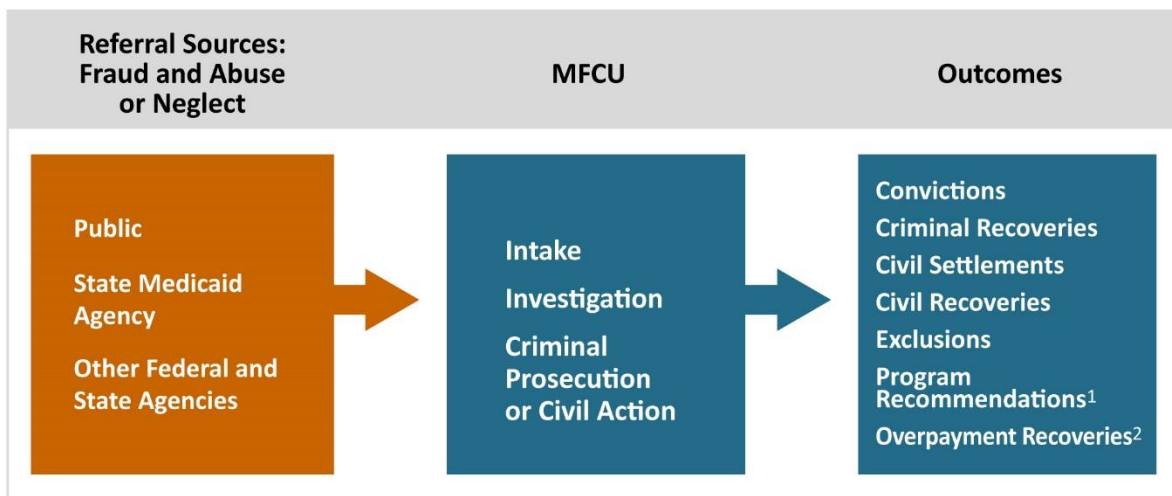 Referral Sources:
Fraud and Abuse
or Neglect
MFCU
Outcomes
Public
State Medicaid
Agency
Other Federal and
State Agencies
Intake
Investigation
Criminal
Prosecution
or Civil Action
Convictions
Criminal Recoveries
Civil Settlements
Civil Recoveries
Exclusions
Program
Recommendations¹
Overpayment Recoveries²